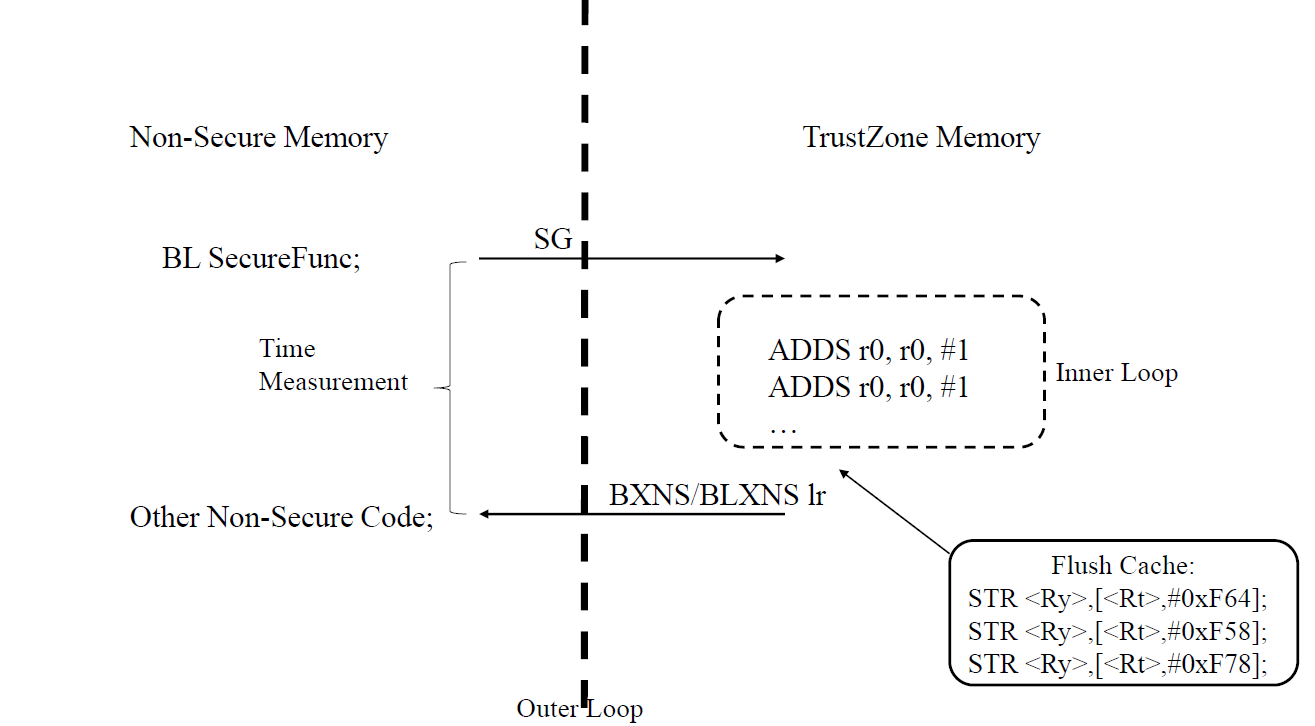 Non-Secure Memory
TrustZone Memory
SG
BL SecureFunc;
Time
Measurement
ADDS r0, r0, #1
ADDS r0, r0, #1
…
Inner Loop
BXNS/BLXNS lr
Other Non-Secure Code;
Flush Cache:
STR <Ry>,[<Rt>,#0xF64];
STR <Ry>,[<Rt>,#0xF58];
STR <Ry>,[<Rt>,#0xF78];
Outer Loop